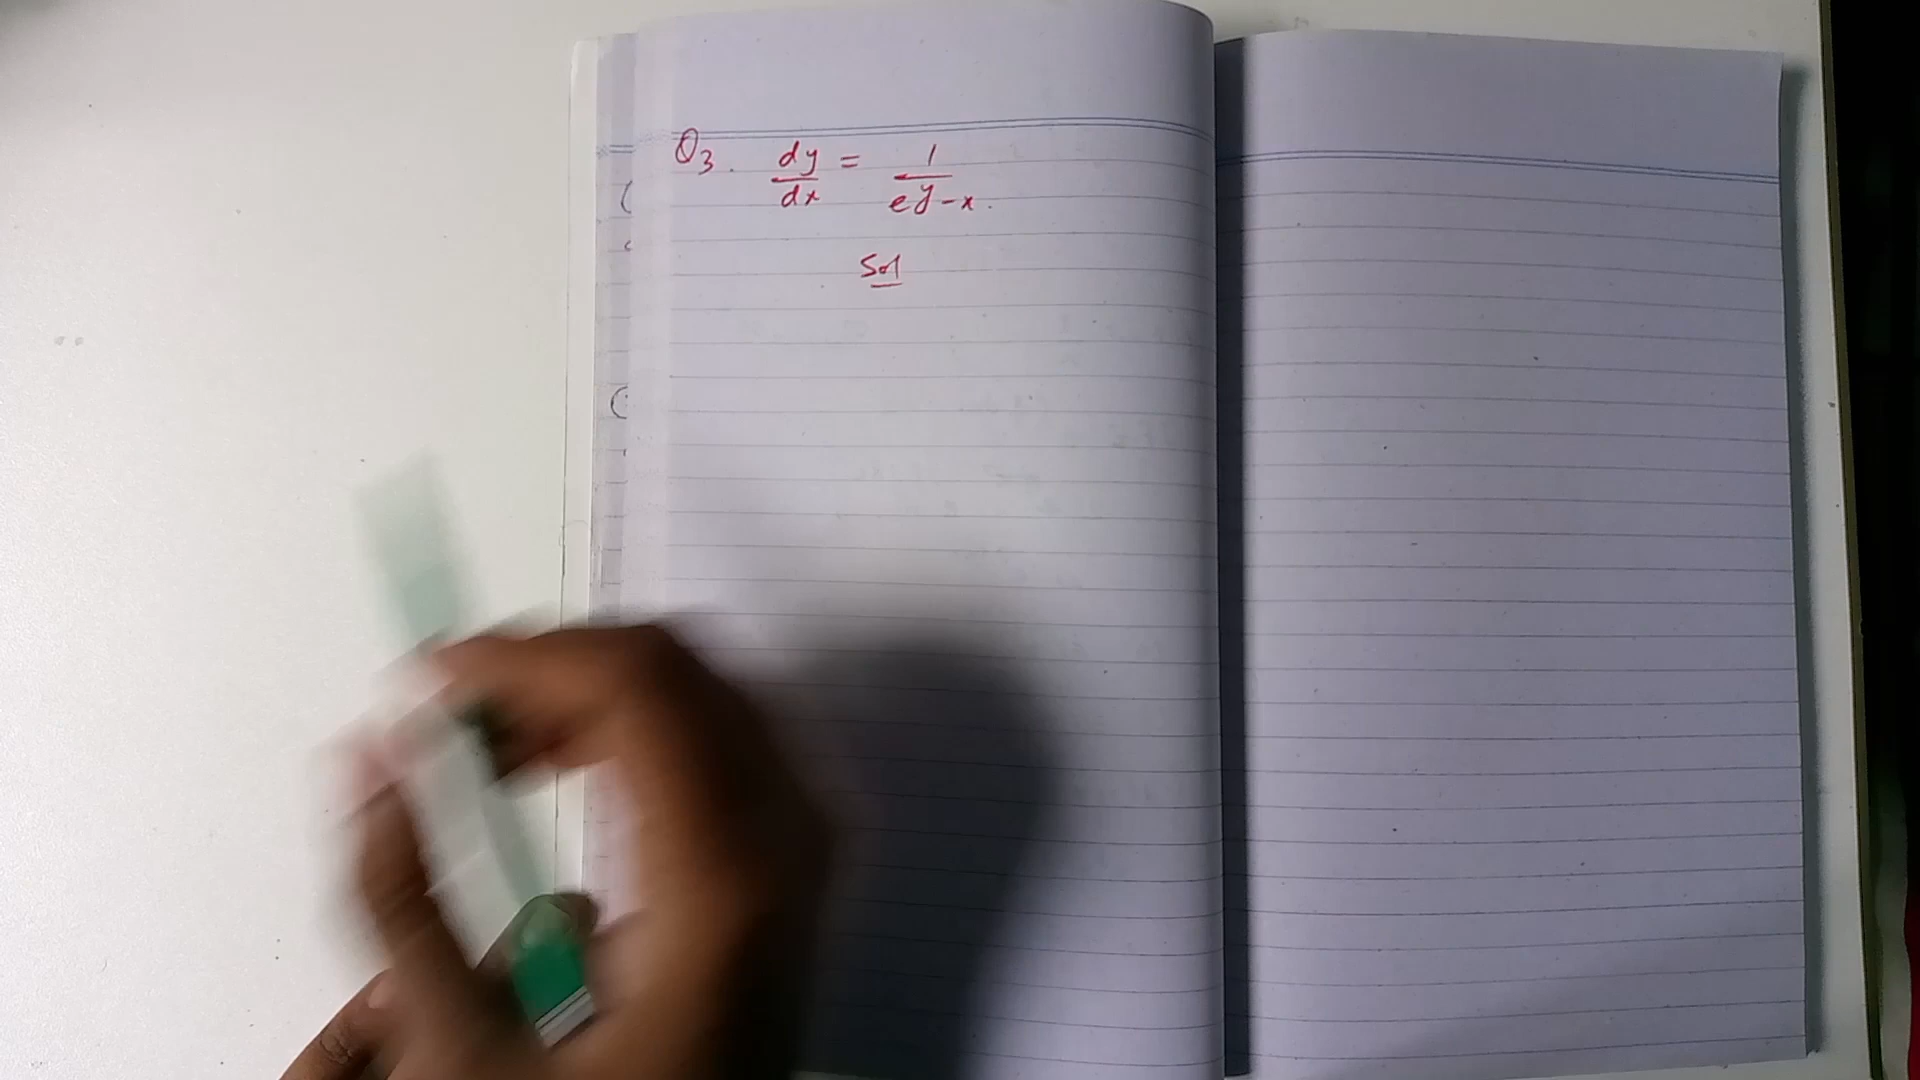 Q3. dy/dx = 1/(e^y - x).
Sol